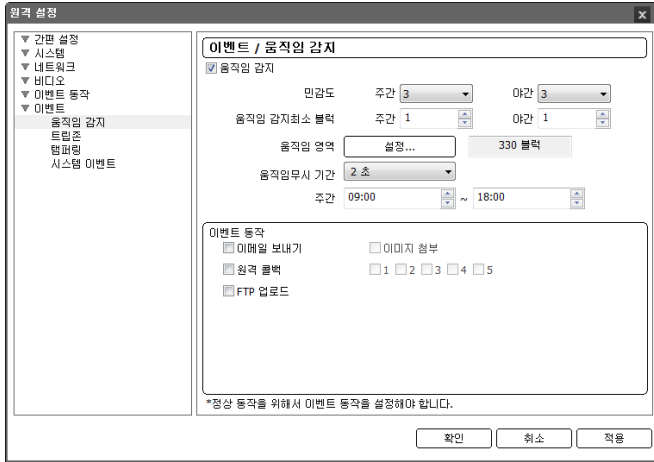 원격 설정
간편 설정
시스템
네트워크
비디오
이벤트 동작
이벤트
움직임 감지
트립존
탬퍼링
시스템 이벤트
이벤트 / 움직임 감지
움직임 감지
민감도 주간 3 야간 3
움직임 감지최소 블럭 주간 1 야간 1
움직임 영역 설정... 330 블럭
움직임무시 기간 2 초
주간 09:00 ~ 18:00
이벤트 동작
이메일 보내기 이미지 첨부
원격 콜백 1 2 3 4 5
FTP 업로드
*정상 동작을 위해서 이벤트 동작을 설정해야 합니다.
확인 취소 적용